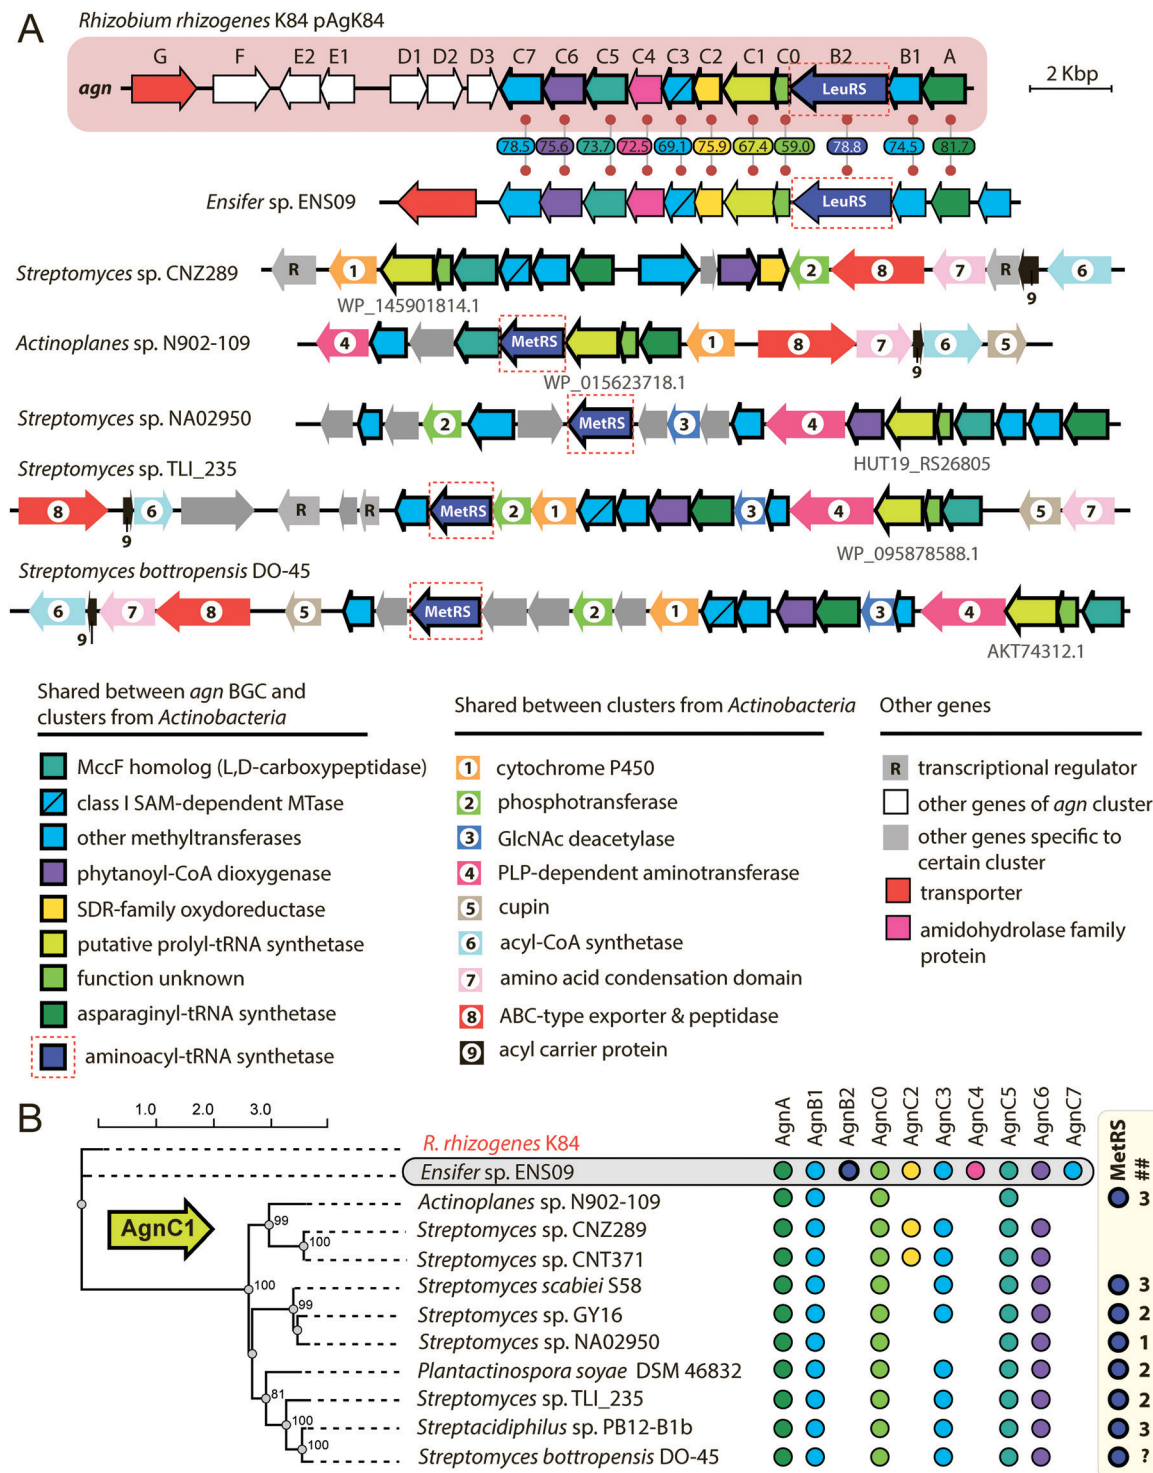 A
Rhizobium rhizogenes K84 pAgK84
G F E2 E1 D1 D2 D3 C7 C6 C5 C4 C3 C2 C1 C0 B2 B1 A
agn LeuRS
2 Kbp
78.5 75.6 73.7 72.5 69.1 75.9 67.4 59.0 78.8 74.5 81.7
Ensifer sp. ENS09 LeuRS
Streptomyces sp. CNZ289 R 1 2 8 7 R 9 6
WP_145901814.1
Actinoplanes sp. N902-109 4 MetRS 1 8 7 9 6 5
WP_015623718.1
Streptomyces sp. NA02950 2 MetRS 3 4
HUT19_RS26805
Streptomyces sp. TLI_235
8 9 6 R R MetRS 2 1 3 4 5 7
WP_095878588.1
Streptomyces bottropensis DO-45
6 9 7 8 5 MetRS 2 1 3 4
AKT74312.1
Shared between agn BGC and
clusters from Actinobacteria
MccF homolog (L,D-carboxypeptidase)
class I SAM-dependent MTase
other methyltransferases
phytanoyl-CoA dioxygenase
SDR-family oxydoreductase
putative prolyl-tRNA synthetase
function unknown
asparaginyl-tRNA synthetase
aminoacyl-tRNA synthetase
Shared between clusters from Actinobacteria
1 cytochrome P450
2 phosphotransferase
3 GlcNAc deacetylase
4 PLP-dependent aminotransferase
5 cupin
6 acyl-CoA synthetase
7 amino acid condensation domain
8 ABC-type exporter & peptidase
9 acyl carrier protein
Other genes
R transcriptional regulator
other genes of agn cluster
other genes specific to
certain cluster
transporter
amidohydrolase family
protein
B
1.0 2.0 3.0
AgnA AgnB1 AgnB2 AgnC0 AgnC2 AgnC3 AgnC4 AgnC5 AgnC6 AgnC7 MetRS ##
R. rhizogenes K84
Ensifer sp. ENS09
Actinoplanes sp. N902-109 3
AgnC1
99
Streptomyces sp. CNZ289
100
Streptomyces sp. CNT371
100
Streptomyces scabiei S58 3
99
Streptomyces sp. GY16 2
Streptomyces sp. NA02950 1
Plantactinospora soyae DSM 46832 2
81
Streptomyces sp. TLI_235 2
100
Streptacidiphilus sp. PB12-B1b 3
100
Streptomyces bottropensis DO-45 ?